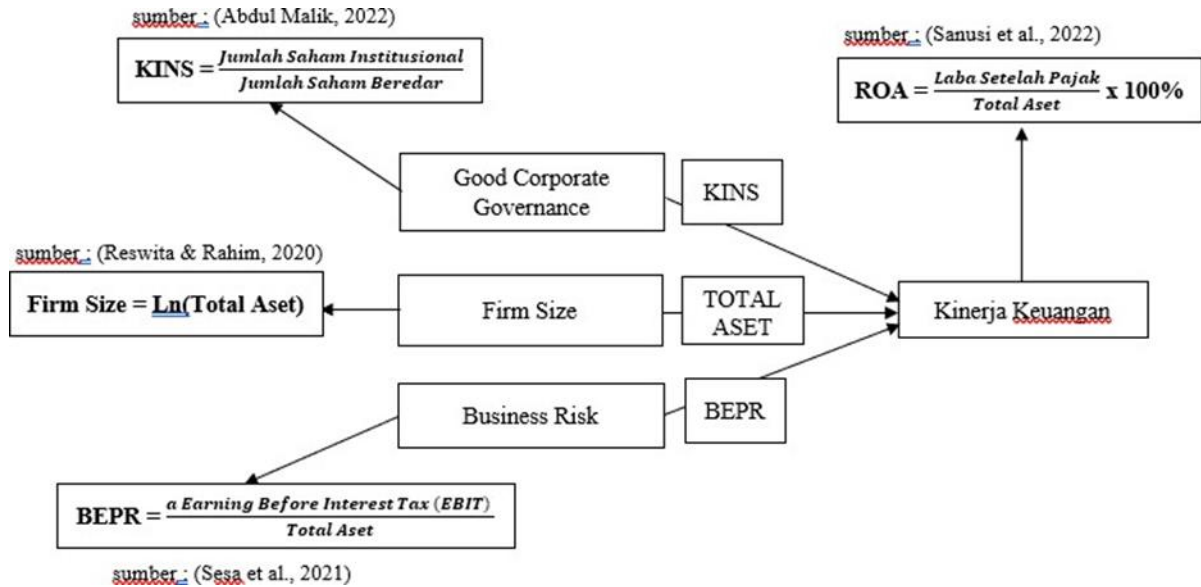 sumber : (Abdul Malik, 2022)
KINS = Jumlah Saham Institusional / Jumlah Saham Beredar
sumber : (Sanusi et al., 2022)
ROA = Laba Setelah Pajak / Total Aset x 100%
Good Corporate
Governance
KINS
sumber : (Reswita & Rahim, 2020)
Firm Size = Ln(Total Aset)
Firm Size
TOTAL
ASET
Kinerja Keuangan
Business Risk
BEPR
BEPR = a Earning Before Interest Tax (EBIT) / Total Aset
sumber : (Sesa et al., 2021)